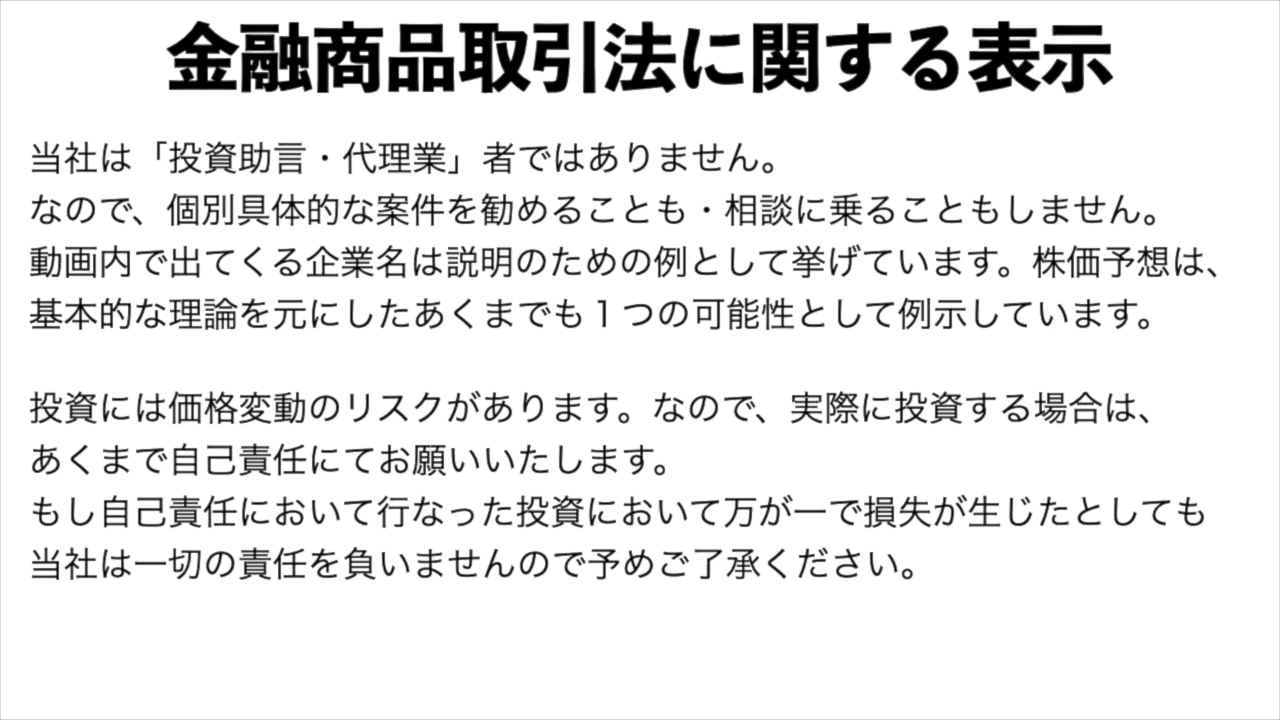 金融商品取引法に関する表示
当社は「投資助言・代理業」者ではありません。
なので、個別具体的な案件を勧めることも・相談に乗ることもしません。
動画内で出てくる企業名は説明のための例として挙げています。株価予想は、
基本的な理論を元にしたあくまでも１つの可能性として例示しています。
投資には価格変動のリスクがあります。なので、実際に投資する場合は、
あくまで自己責任にてお願いいたします。
もし自己責任において行なった投資において万が一で損失が生じたとしても
当社は一切の責任を負いませんので予めご了承ください。